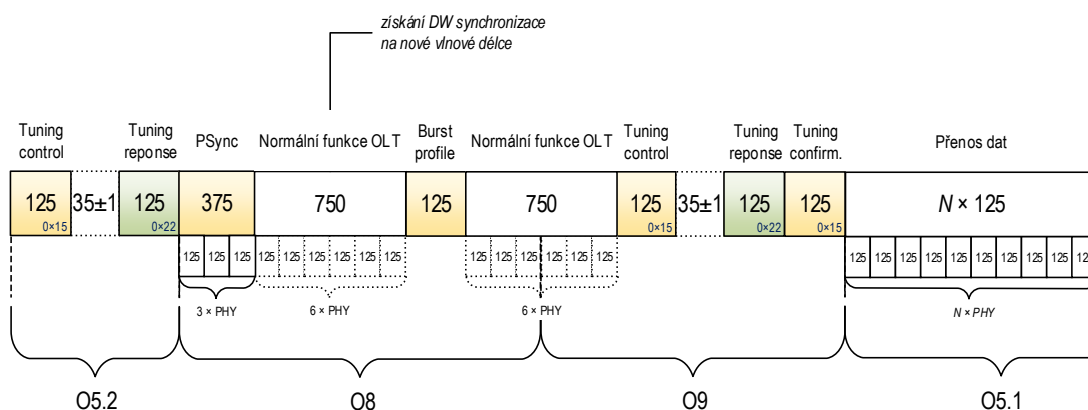 získání DW synchronizace
na nové vlnové délce
Tuning
control
Tuning
reponse
PSync
Normální funkce OLT
Burst
profile
Normální funkce OLT
Tuning
control
Tuning
reponse
Tuning
confirm.
Přenos dat
125
0×15
35±1
125
0×22
375
750
125
750
125
0×15
35±1
125
0×22
125
0×15
N × 125
125 125 125 125 125 125 125 125 125
125 125 125 125 125 125
125 125 125 125 125 125 125 125 125 12
3 × PHY
6 × PHY
6 × PHY
N × PHY
O5.2
O8
O9
O5.1